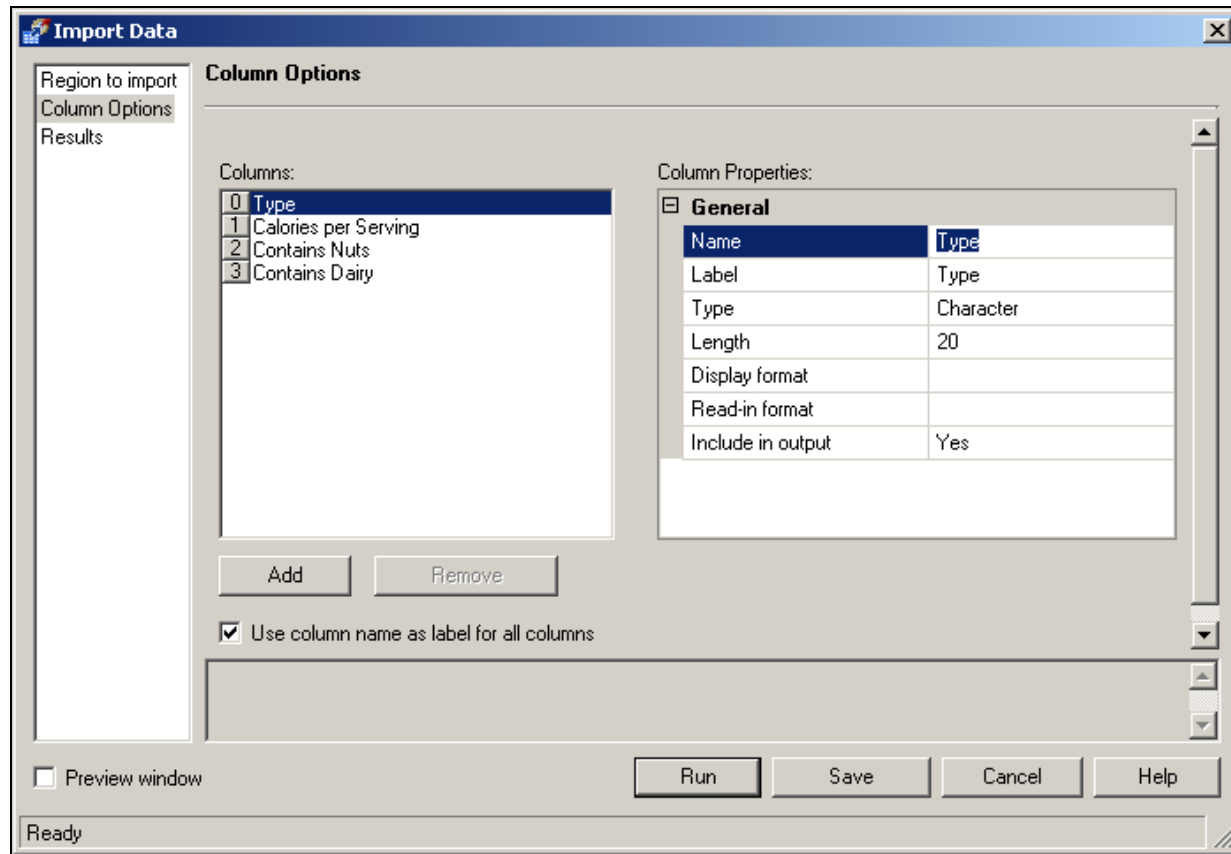 Import Data
Region to import
Column Options
Results
Column Options
Columns:
0 Type
1 Calories per Serving
2 Contains Nuts
3 Contains Dairy
Add Remove
Use column name as label for all columns
Column Properties:
General
Name Type
Label Type
Type Character
Length 20
Display format
Read-in format
Include in output Yes
Preview window
Run Save Cancel Help
Ready